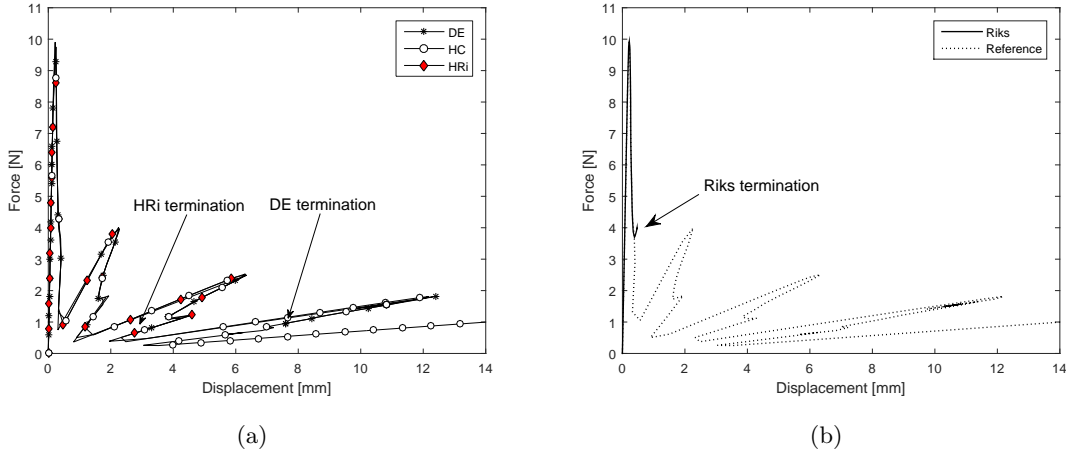 11
10
9
8
7
6
5
4
3
2
1
0
Force [N]
0 2 4 6 8 10 12 14
Displacement [mm]
DE
HC
HRi
HRi termination
DE termination
(a)
11
10
9
8
7
6
5
4
3
2
1
0
Force [N]
0 2 4 6 8 10 12 14
Displacement [mm]
Riks
Reference
Riks termination
(b)